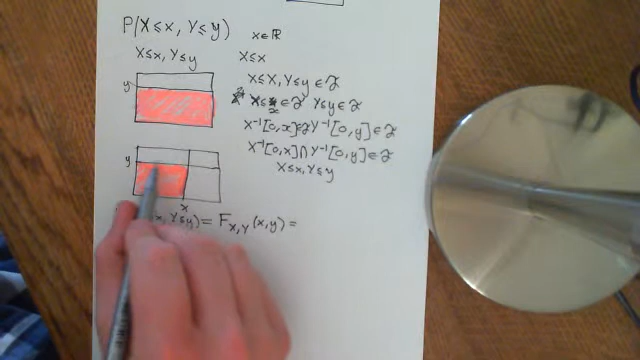 P(X≤x, Y≤y) x∈ℝ
X≤x, Y≤y X≤x
y
X≤x, Y≤y ∈ ℱ
X≤x ∈ ℱ Y≤y ∈ ℱ
X⁻¹[0,x]∈ℱ Y⁻¹[0,y]∈ℱ
X⁻¹[0,x] ∩ Y⁻¹[0,y] ∈ ℱ
y
X≤x, Y≤y
x
x, Y≤y) = F_{X,Y}(x,y) =